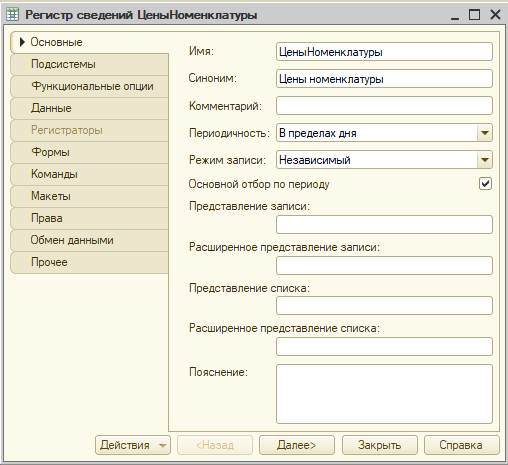 Регистр сведений ЦеныНоменклатуры
Основные
Подсистемы
Функциональные опции
Данные
Регистраторы
Формы
Команды
Макеты
Права
Обмен данными
Прочее
Имя: ЦеныНоменклатуры
Синоним: Цены номенклатуры
Комментарий:
Периодичность: В пределах дня
Режим записи: Независимый
Основной отбор по периоду
Представление записи:
Расширенное представление записи:
Представление списка:
Расширенное представление списка:
Пояснение:
Действия <Назад Далее> Закрыть Справка